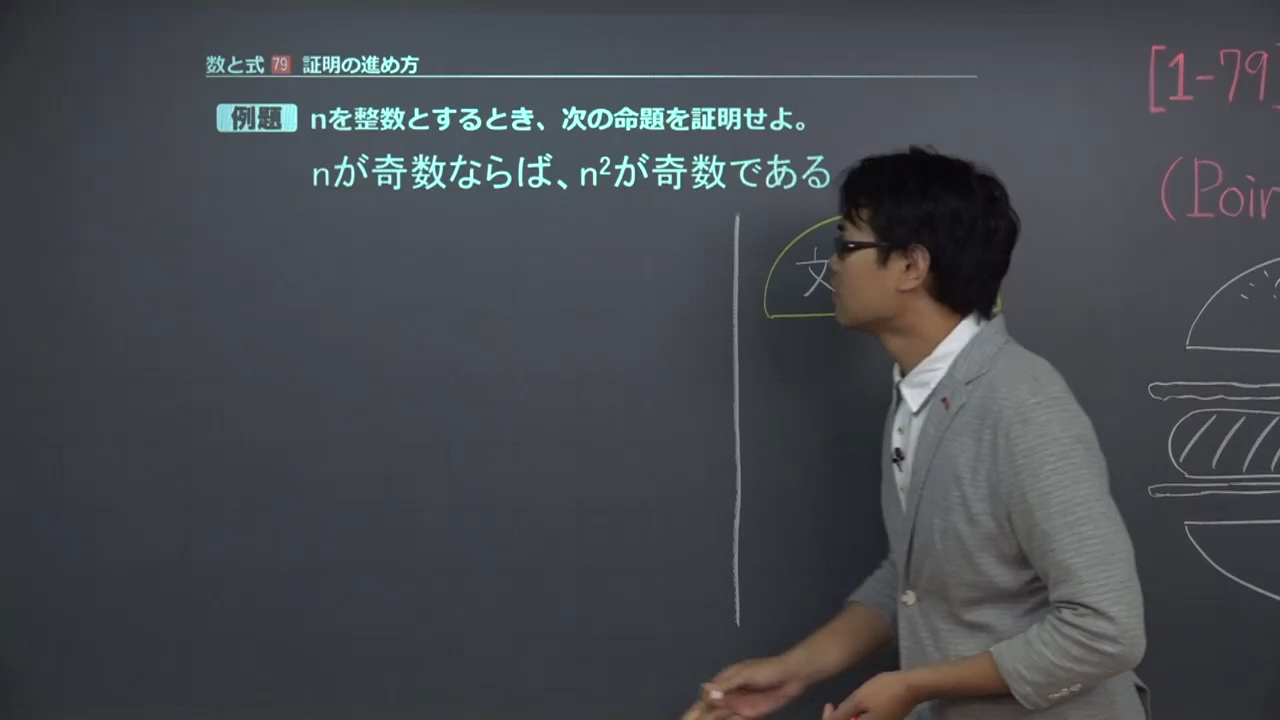 数と式 79 証明の進め方
例題 nを整数とするとき、次の命題を証明せよ。
nが奇数ならば、n²が奇数である
文
[1-79]
(Poin